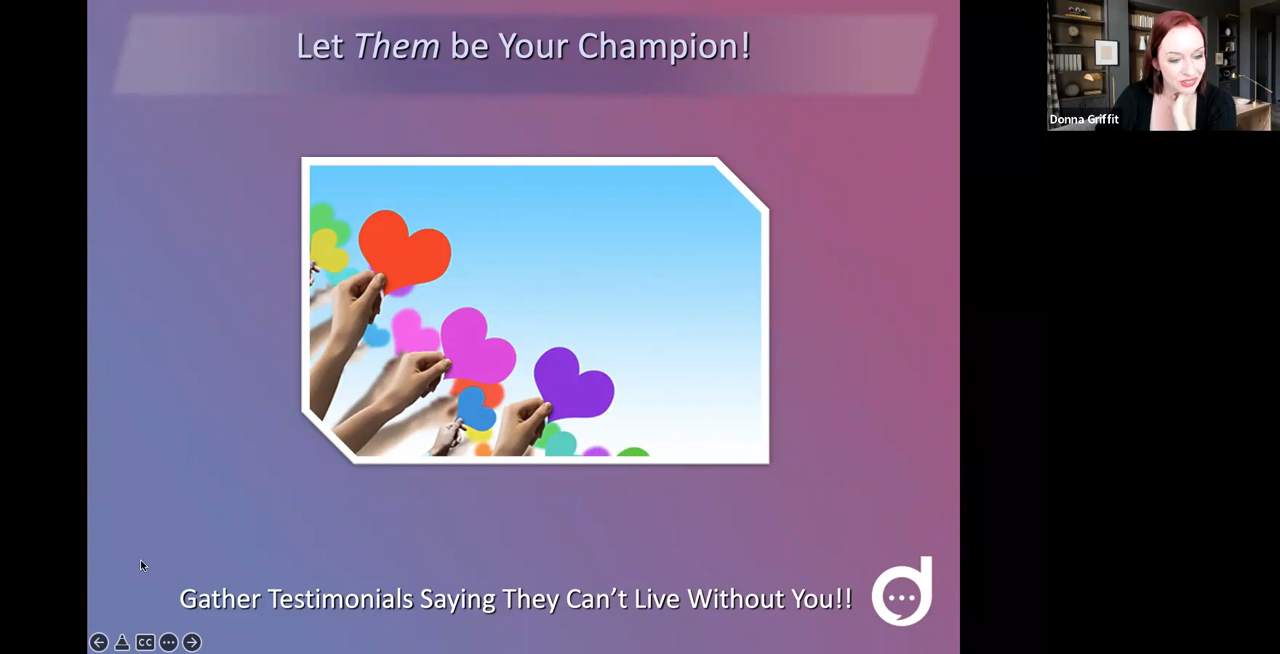 Let Them be Your Champion!
Donna Griffit
Gather Testimonials Saying They Can’t Live Without You!!
CC